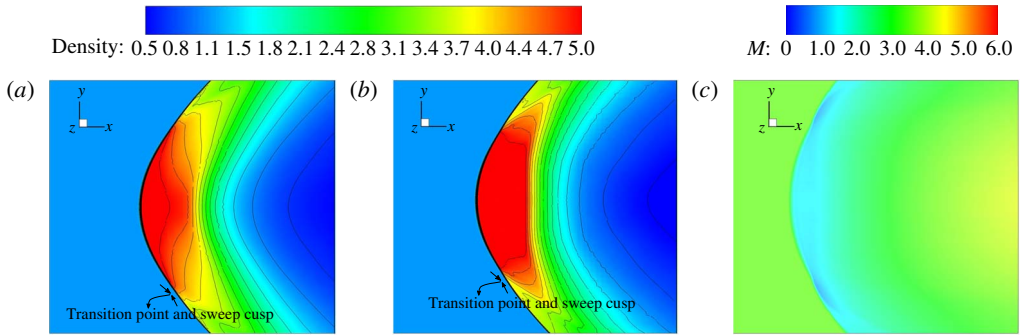 Density: 0.5 0.8 1.1 1.5 1.8 2.1 2.4 2.8 3.1 3.4 3.7 4.0 4.4 4.7 5.0
M: 0 1.0 2.0 3.0 4.0 5.0 6.0
(a)
y
z x
Transition point and sweep cusp
(b)
y
z x
Transition point and sweep cusp
(c)
y
z x